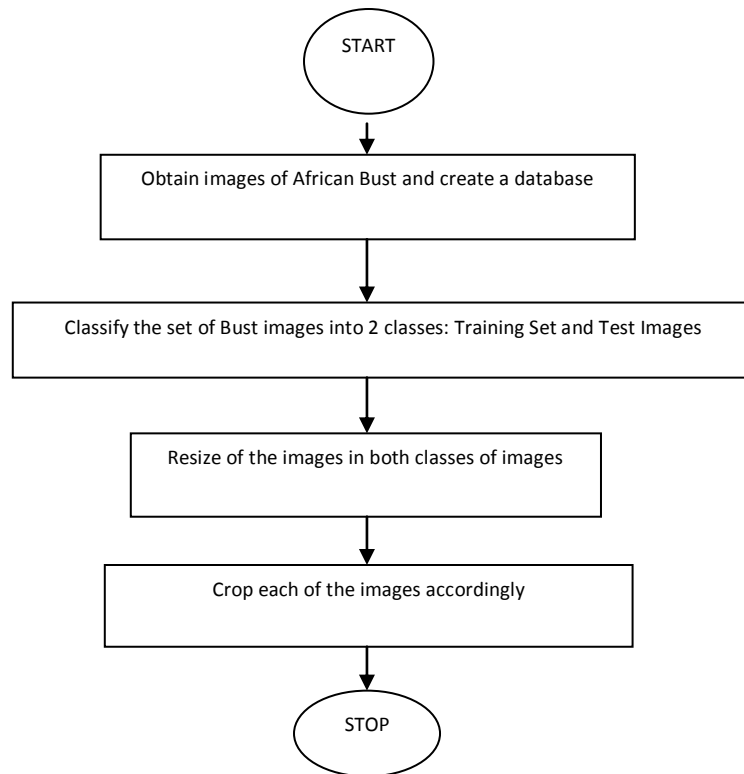 START
Obtain images of African Bust and create a database
Classify the set of Bust images into 2 classes: Training Set and Test Images
Resize of the images in both classes of images
Crop each of the images accordingly
STOP